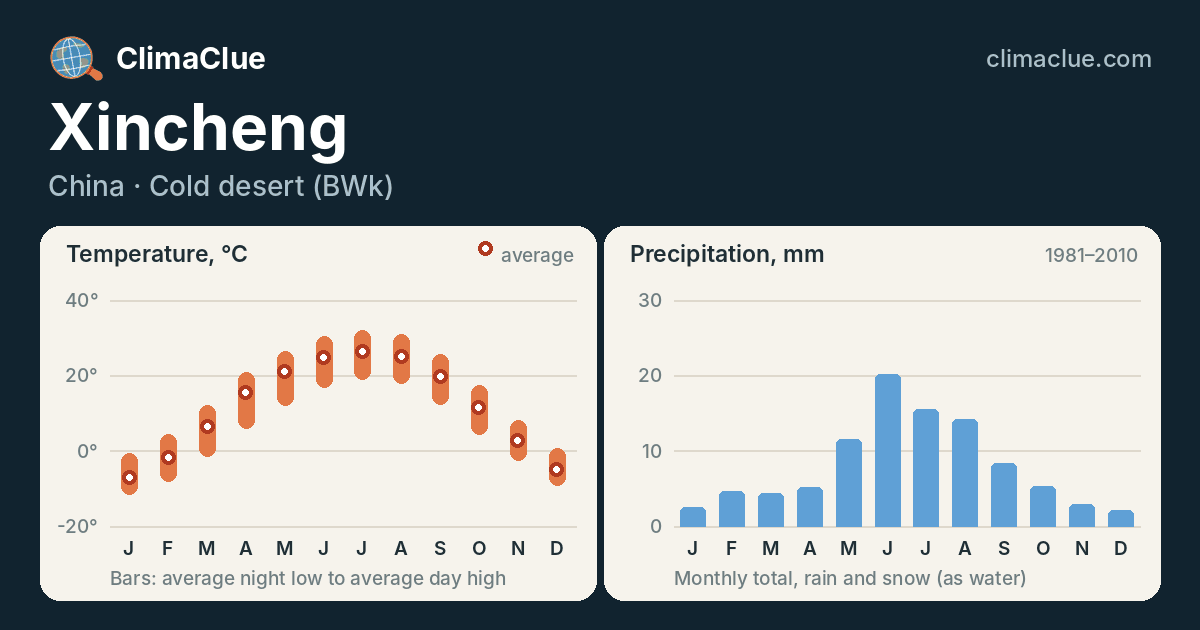 ClimaClue
climaclue.com
Xincheng
China · Cold desert (BWk)
Temperature, °C
average
40°
20°
0°
-20°
J F M A M J J A S O N D
Bars: average night low to average day high
Precipitation, mm
1981–2010
30
20
10
0
J F M A M J J A S O N D
Monthly total, rain and snow (as water)